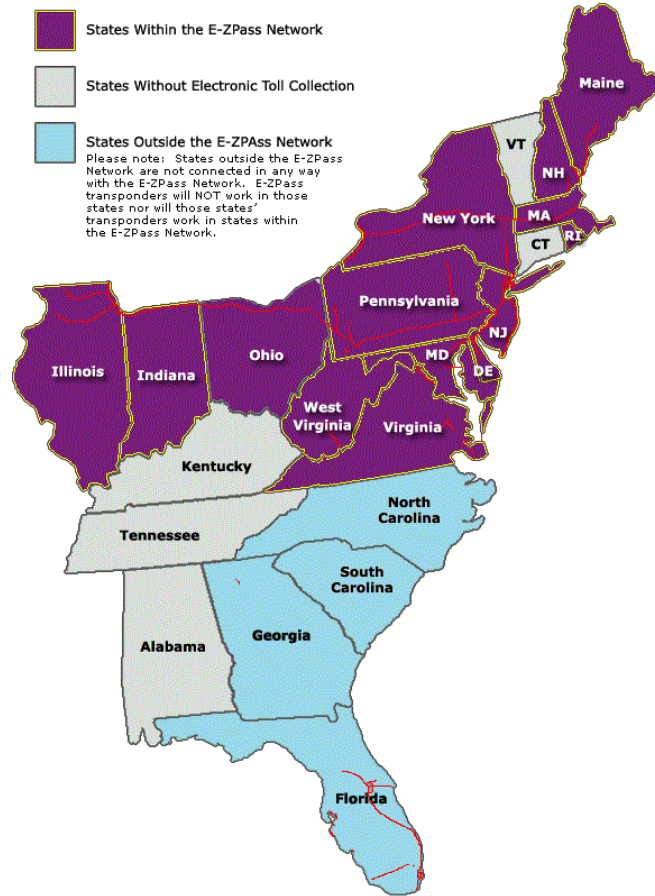 States Within the E-ZPass Network
States Without Electronic Toll Collection
States Outside the E-ZPAss Network
Please note: States outside the E-ZPass
Network are not connected in any way
with the E-ZPass Network. E-ZPass
transponders will NOT work in those
states nor will those states'
transponders work in states within
the E-ZPass Network.
Maine
VT
NH
New York
MA
CT
RI
Pennsylvania
NJ
Illinois
Indiana
Ohio
MD
DE
West
Virginia
Virginia
Kentucky
North
Carolina
Tennessee
South
Carolina
Alabama
Georgia
Florida